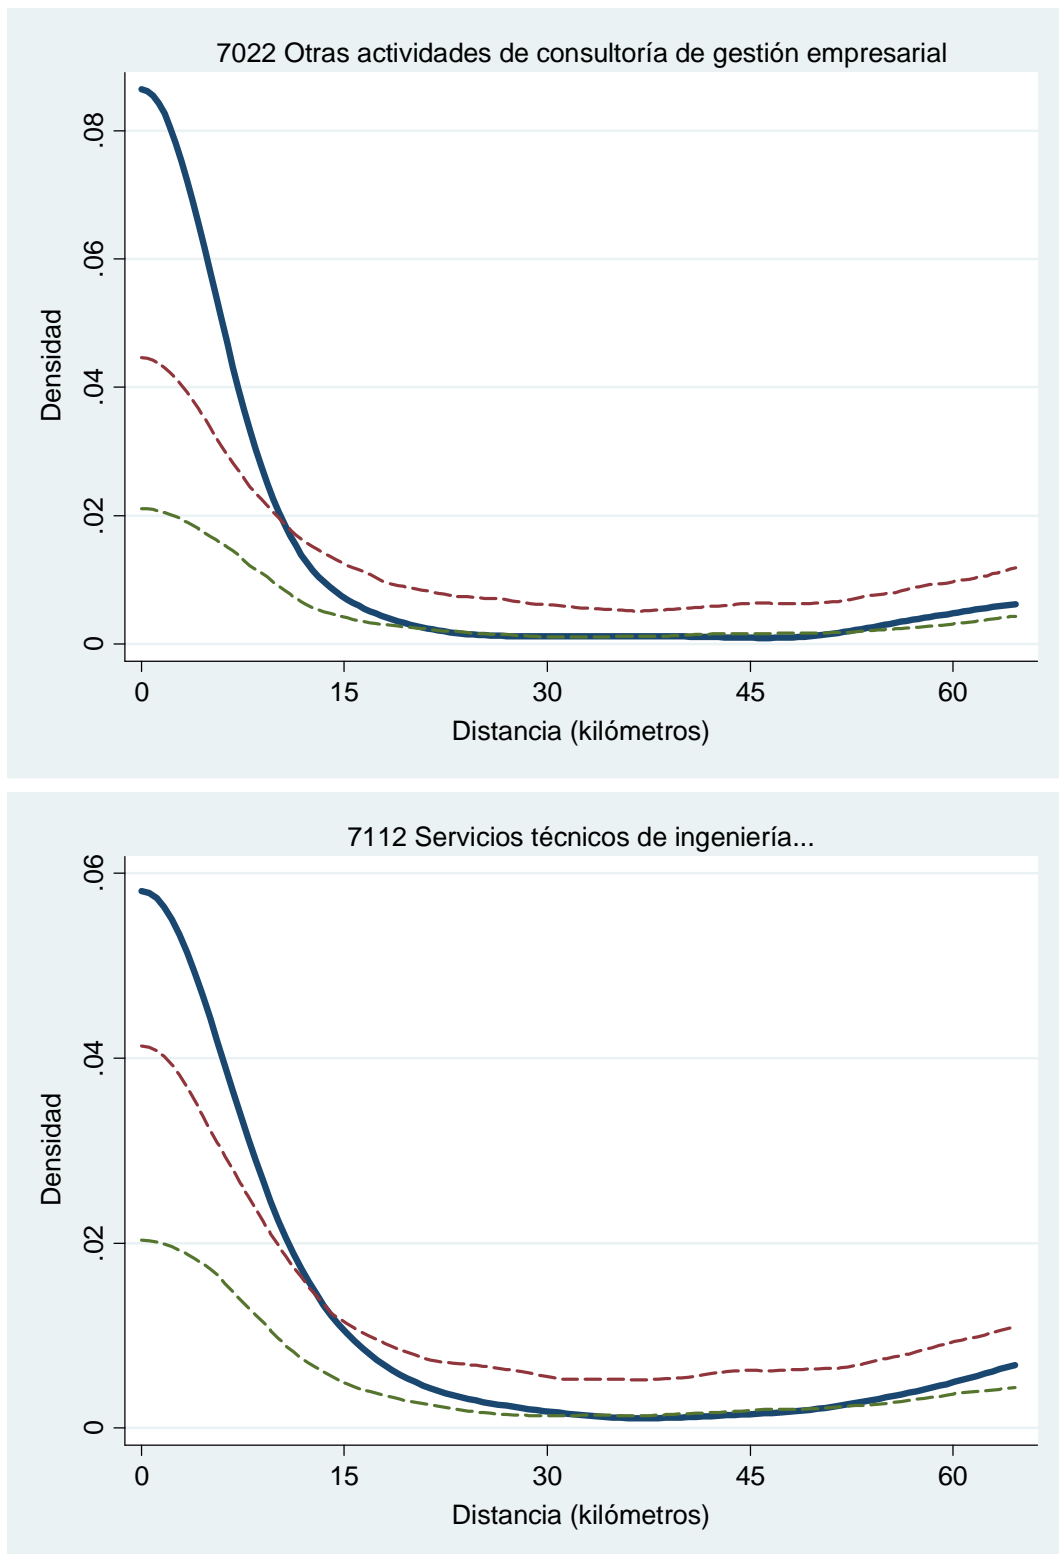 7022 Otras actividades de consultoría de gestión empresarial
.08
.06
.04
.02
0
Densidad
0 15 30 45 60
Distancia (kilómetros)
7112 Servicios técnicos de ingeniería...
.06
.04
.02
0
Densidad
0 15 30 45 60
Distancia (kilómetros)